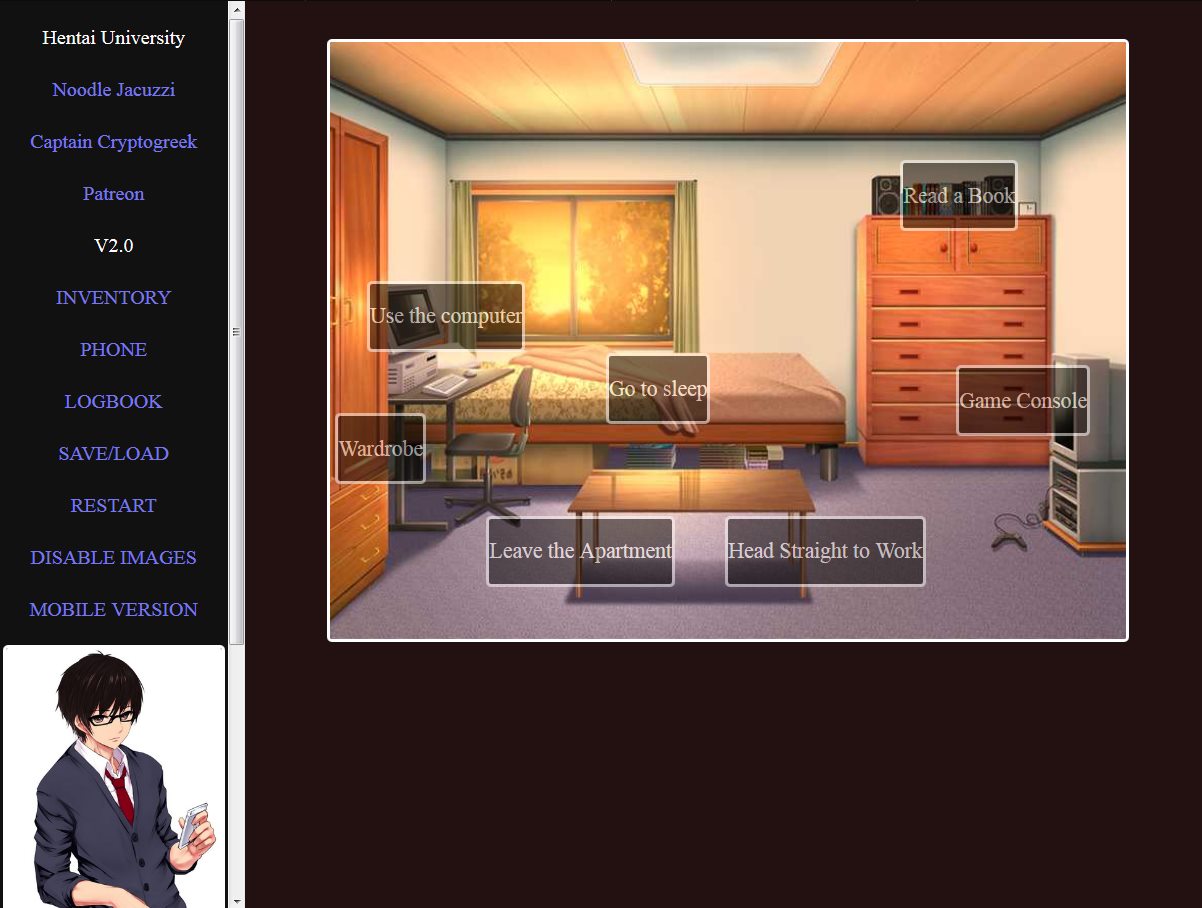 Hentai University
Noodle Jacuzzi
Captain Cryptogreek
Patreon
V2.0
INVENTORY
PHONE
LOGBOOK
SAVE/LOAD
RESTART
DISABLE IMAGES
MOBILE VERSION
Read a Book
Use the computer
Go to sleep
Game Console
Wardrobe
Leave the Apartment
Head Straight to Work